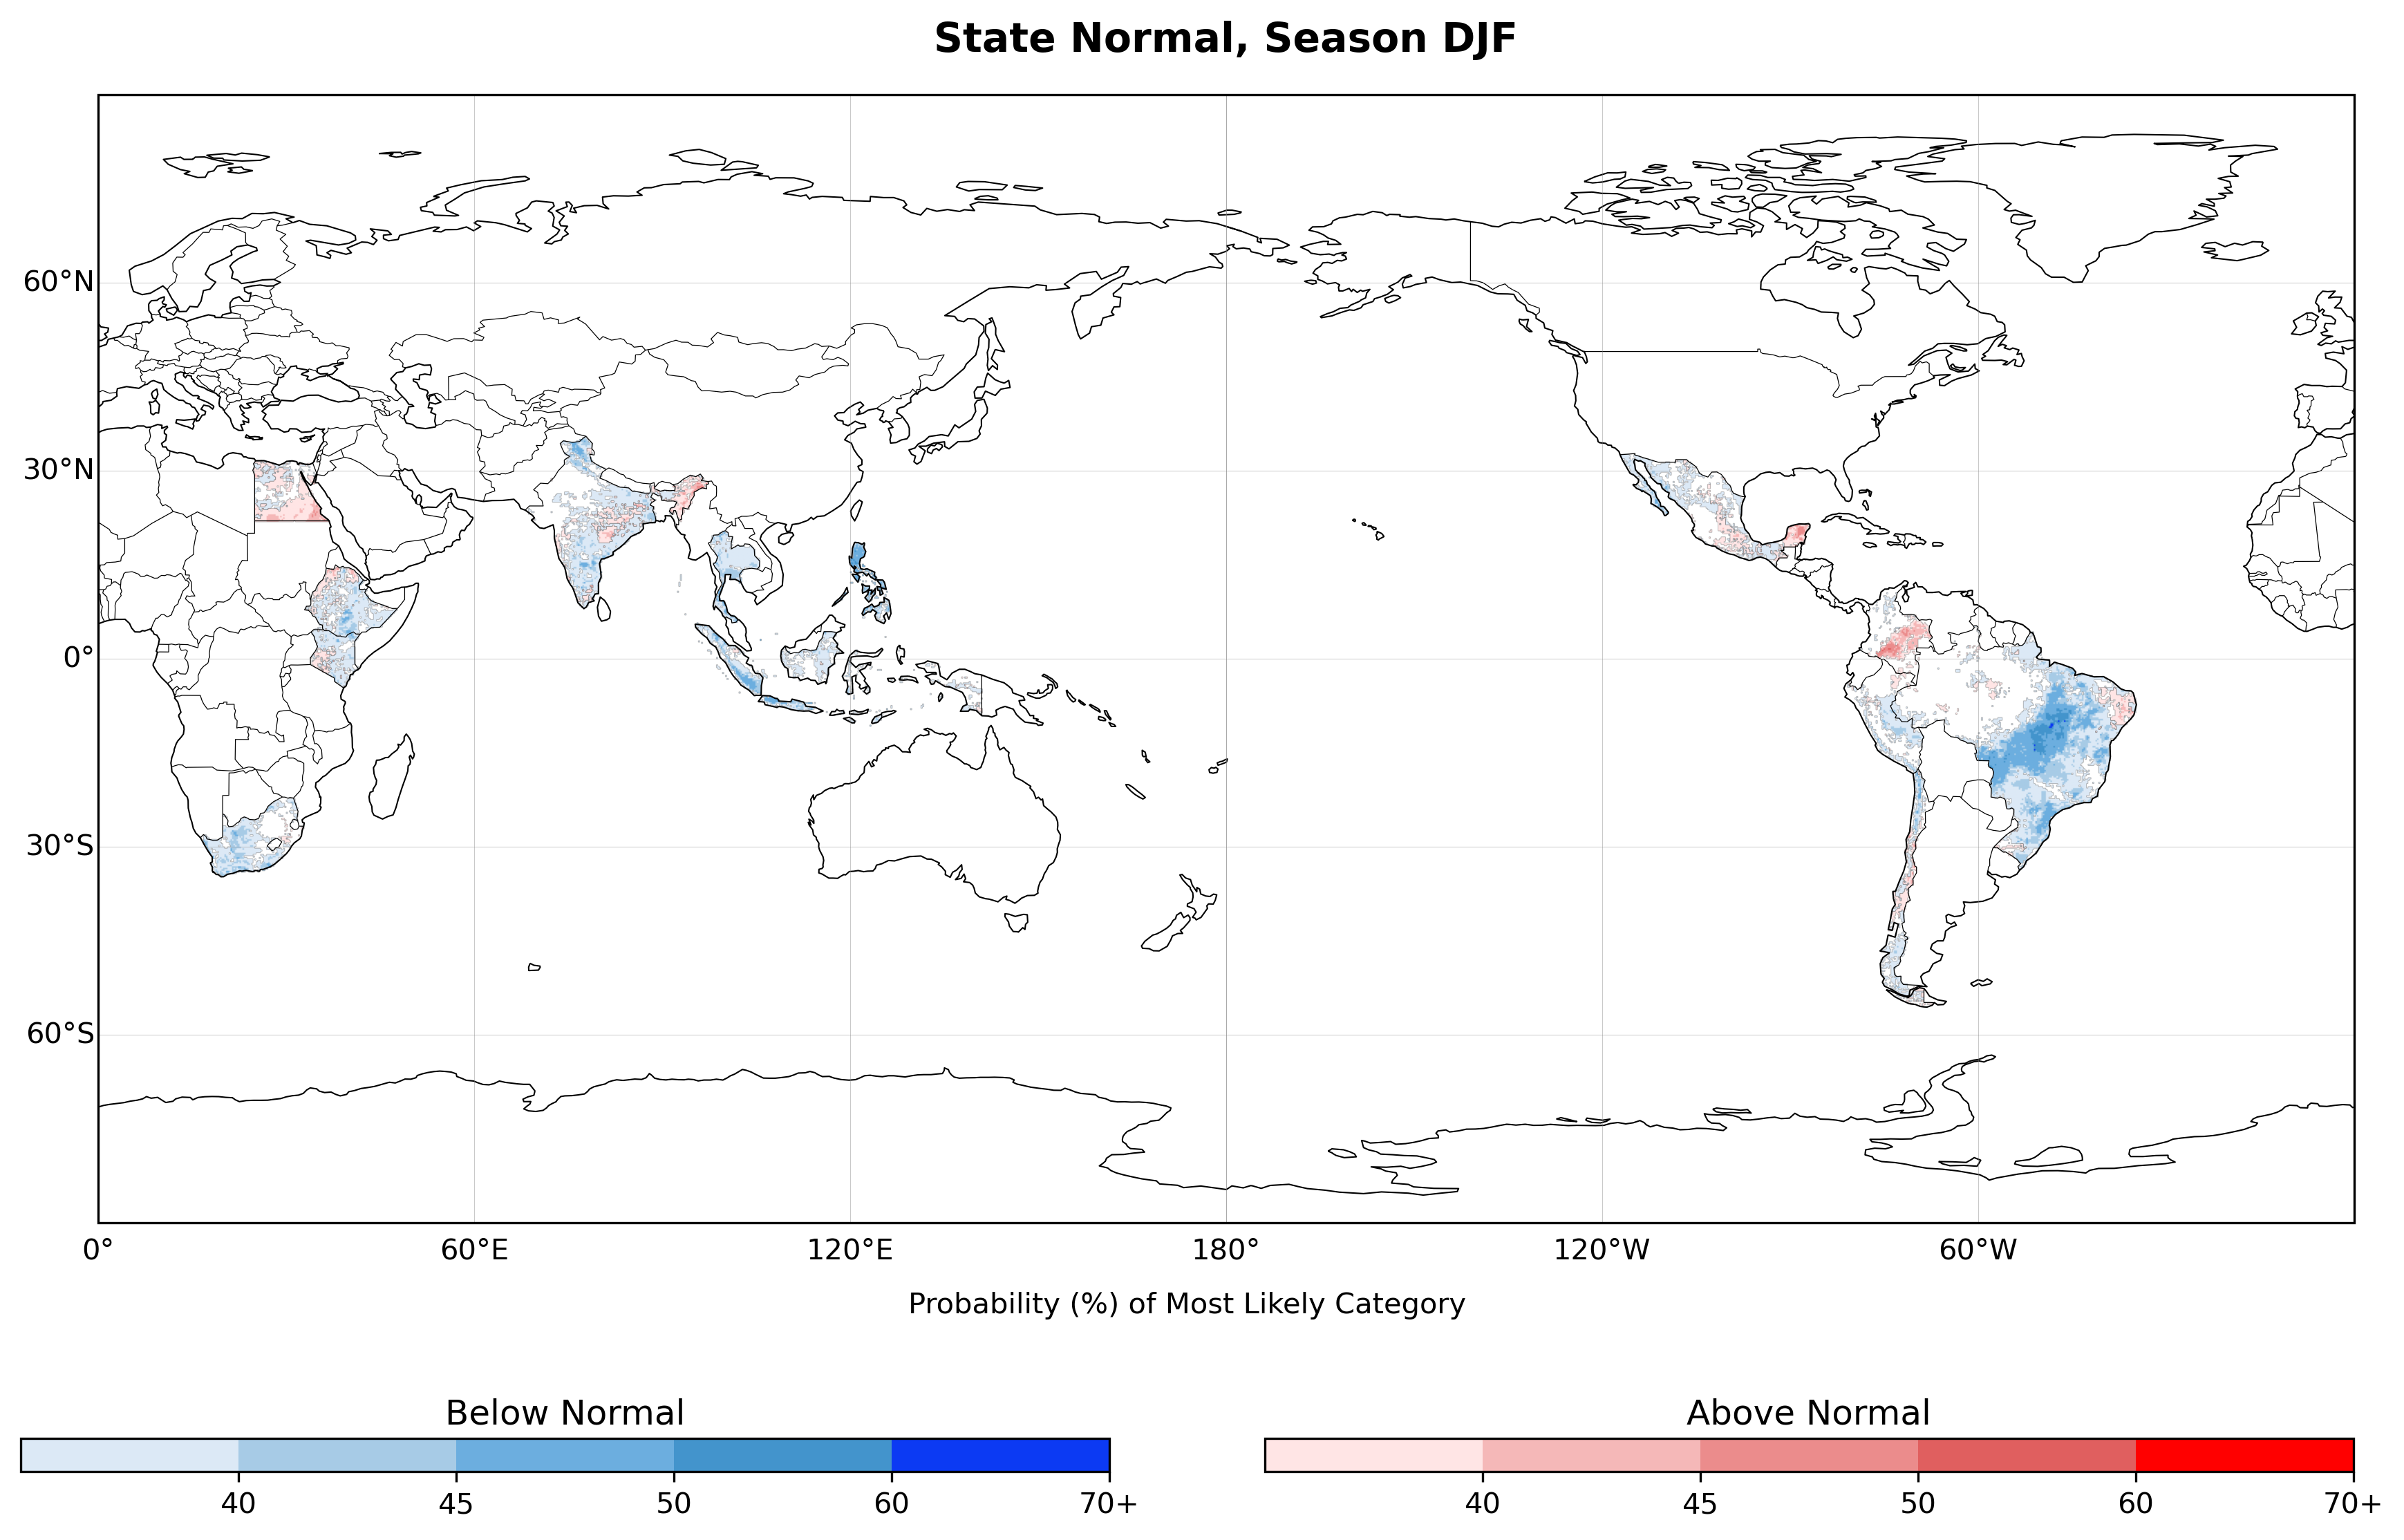 State Normal, Season DJF
60°N
30°N
0°
30°S
60°S
0° 60°E 120°E 180° 120°W 60°W
Probability (%) of Most Likely Category
Below Normal
40 45 50 60 70+
Above Normal
40 45 50 60 70+